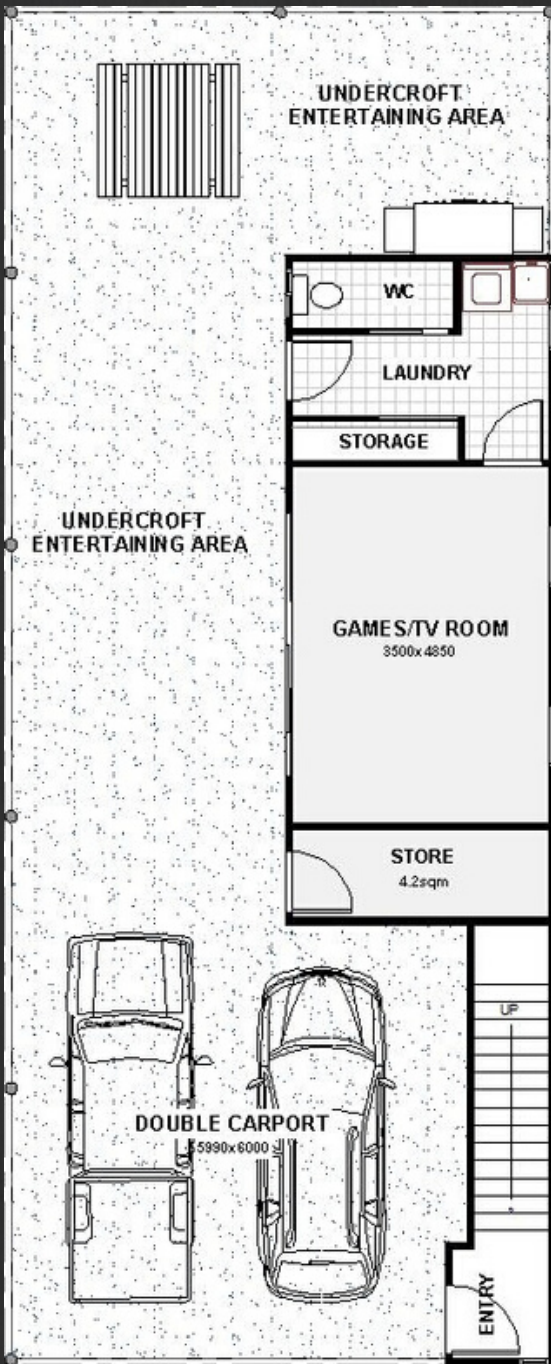 UNDERCROFT
ENTERTAINING AREA
WC
LAUNDRY
STORAGE
UNDERCROFT
ENTERTAINING AREA
GAMES/TV ROOM
3500x4850
STORE
4.2sqm
UP
DOUBLE CARPORT
5990x6000
ENTRY